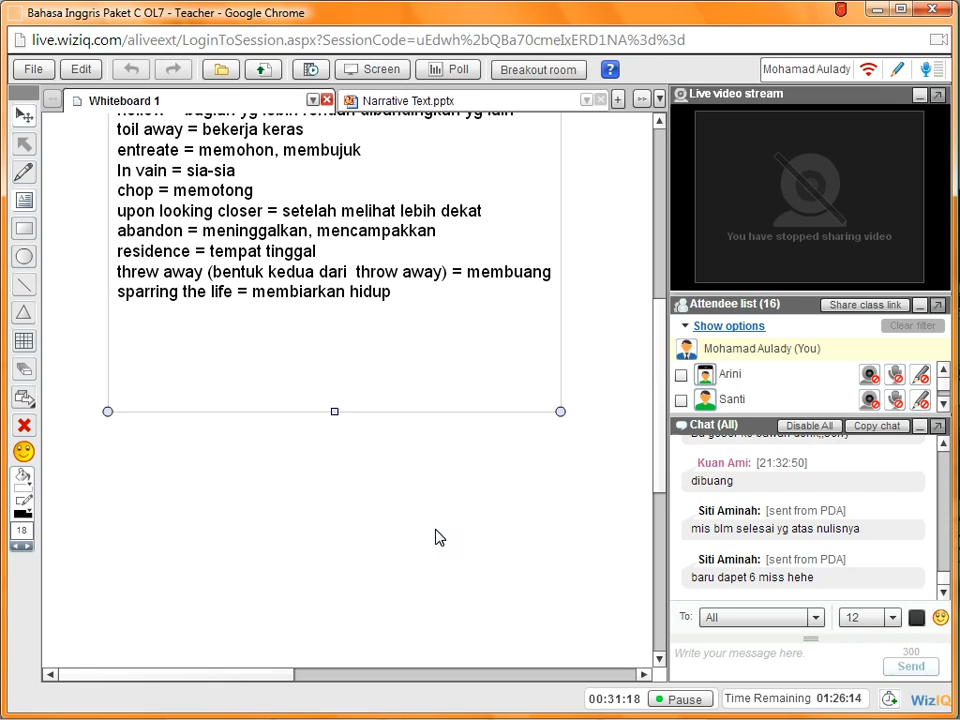 Bahasa Inggris Paket C OL7 - Teacher - Google Chrome
live.wiziq.com/aliveext/LoginToSession.aspx?SessionCode=uEdwh%2bQBa70cmeIxERD1NA%3d%3d
File Edit Screen Poll Breakout room ? Mohamad Aulady
Whiteboard 1 Narrative Text.pptx
toil away = bekerja keras
entreate = memohon, membujuk
In vain = sia-sia
chop = memotong
upon looking closer = setelah melihat lebih dekat
abandon = meninggalkan, mencampakkan
residence = tempat tinggal
threw away (bentuk kedua dari throw away) = membuang
sparring the life = membiarkan hidup
18
Live video stream
You have stopped sharing video
Attendee list (16) Share class link
Show options Clear filter
Mohamad Aulady (You)
Arini
Santi
Chat (All) Disable All Copy chat
Kuan Ami: [21:32:50]
dibuang
Siti Aminah: [sent from PDA]
mis blm selesai yg atas nulisnya
Siti Aminah: [sent from PDA]
baru dapet 6 miss hehe
To: All 12
Write your message here. 300
Send
00:31:18 Pause Time Remaining 01:26:14 WizIQ